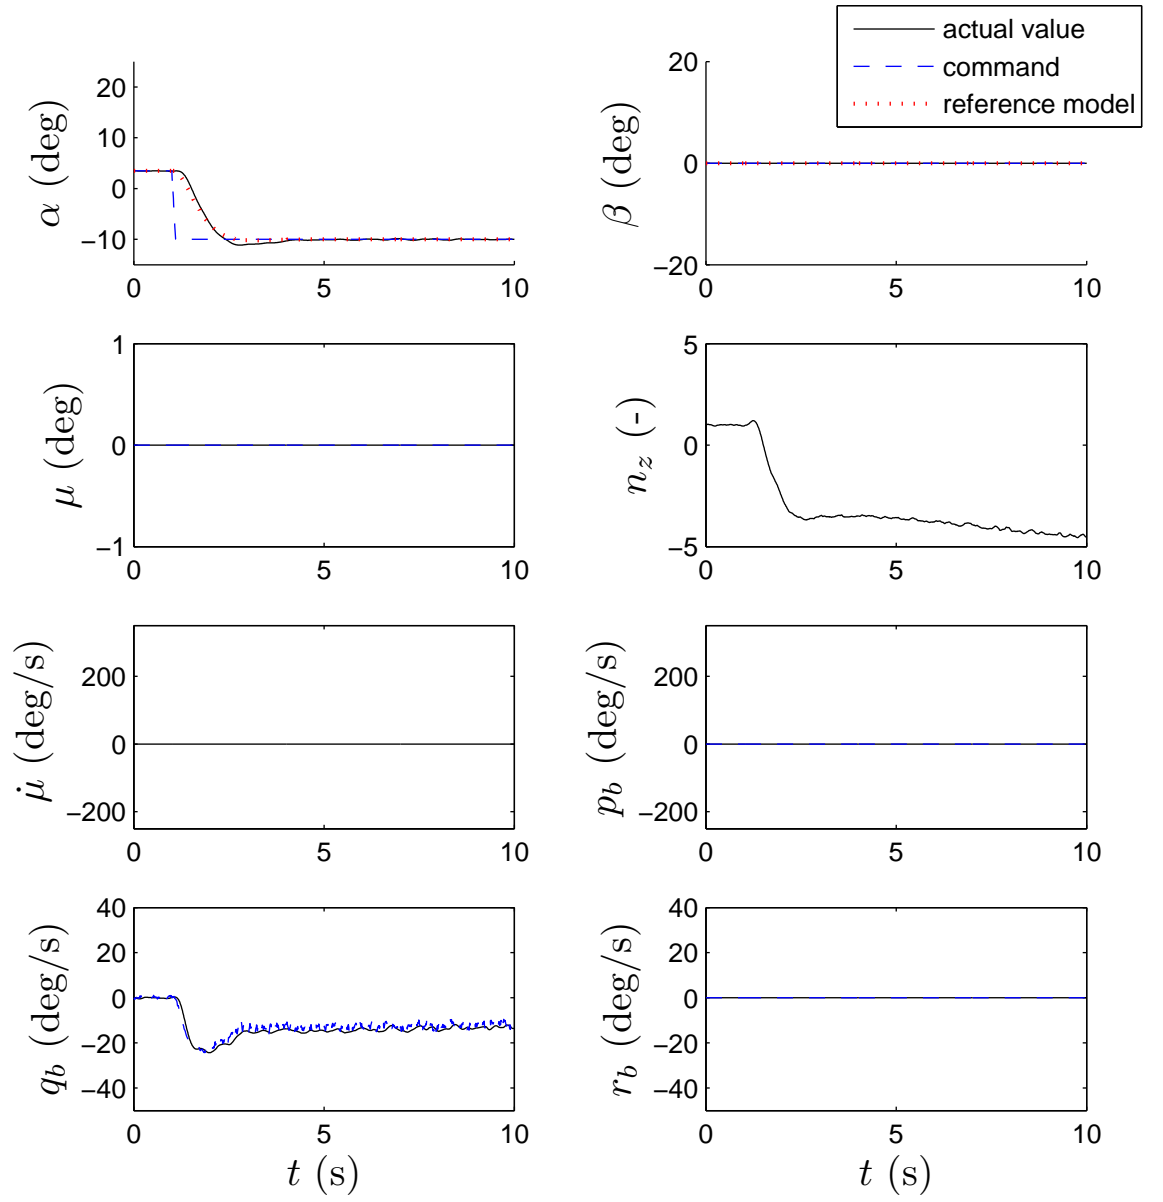 actual value
command
reference model
α (deg)
20
10
0
−10
0 5 10
β (deg)
20
0
−20
0 5 10
μ (deg)
1
0
−1
0 5 10
n_z (-)
5
0
−5
0 5 10
μ̇ (deg/s)
200
0
−200
0 5 10
p_b (deg/s)
200
0
−200
0 5 10
q_b (deg/s)
40
20
0
−20
−40
0 5 10
t (s)
r_b (deg/s)
40
20
0
−20
−40
0 5 10
t (s)